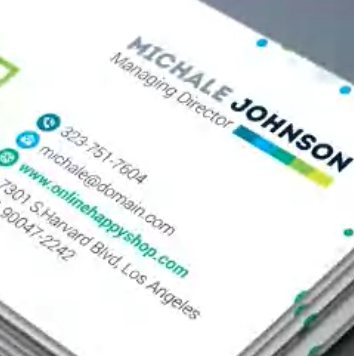 MICHALE JOHNSON
Managing Director
323-751-7604
michale@domain.com
www.onlinehappyshop.com
7301 S.Harvard Blvd, Los Angeles
90047-2242